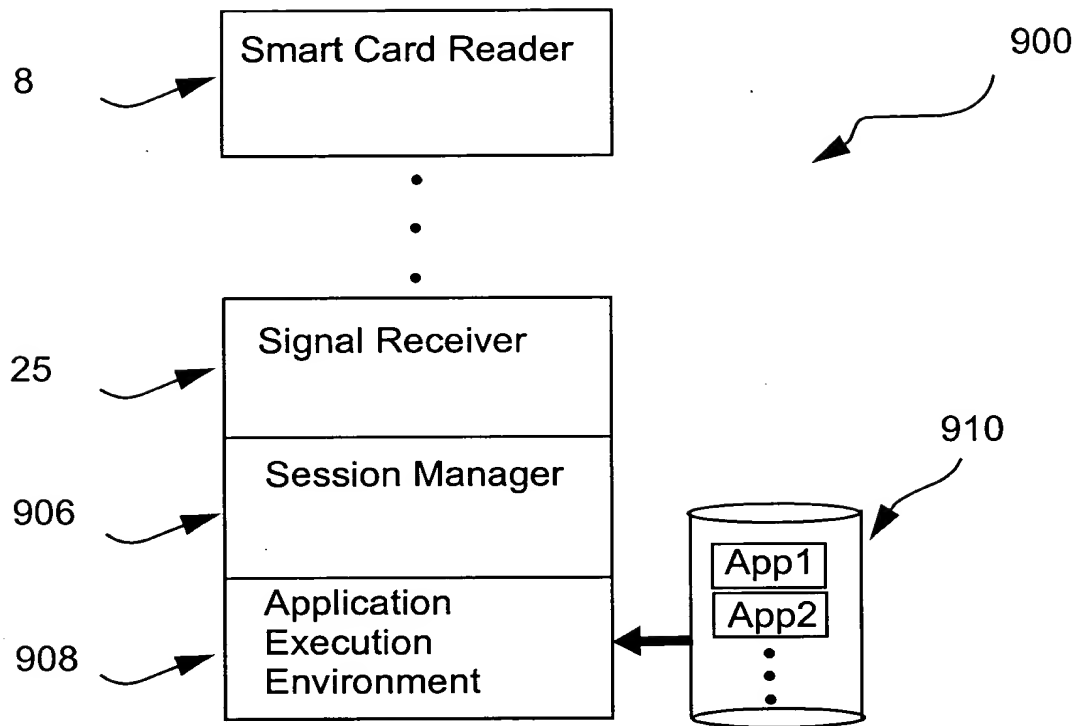 Smart Card Reader
900
8
Signal Receiver
25
Session Manager
910
906
App1
App2
Application
Execution
Environment
908